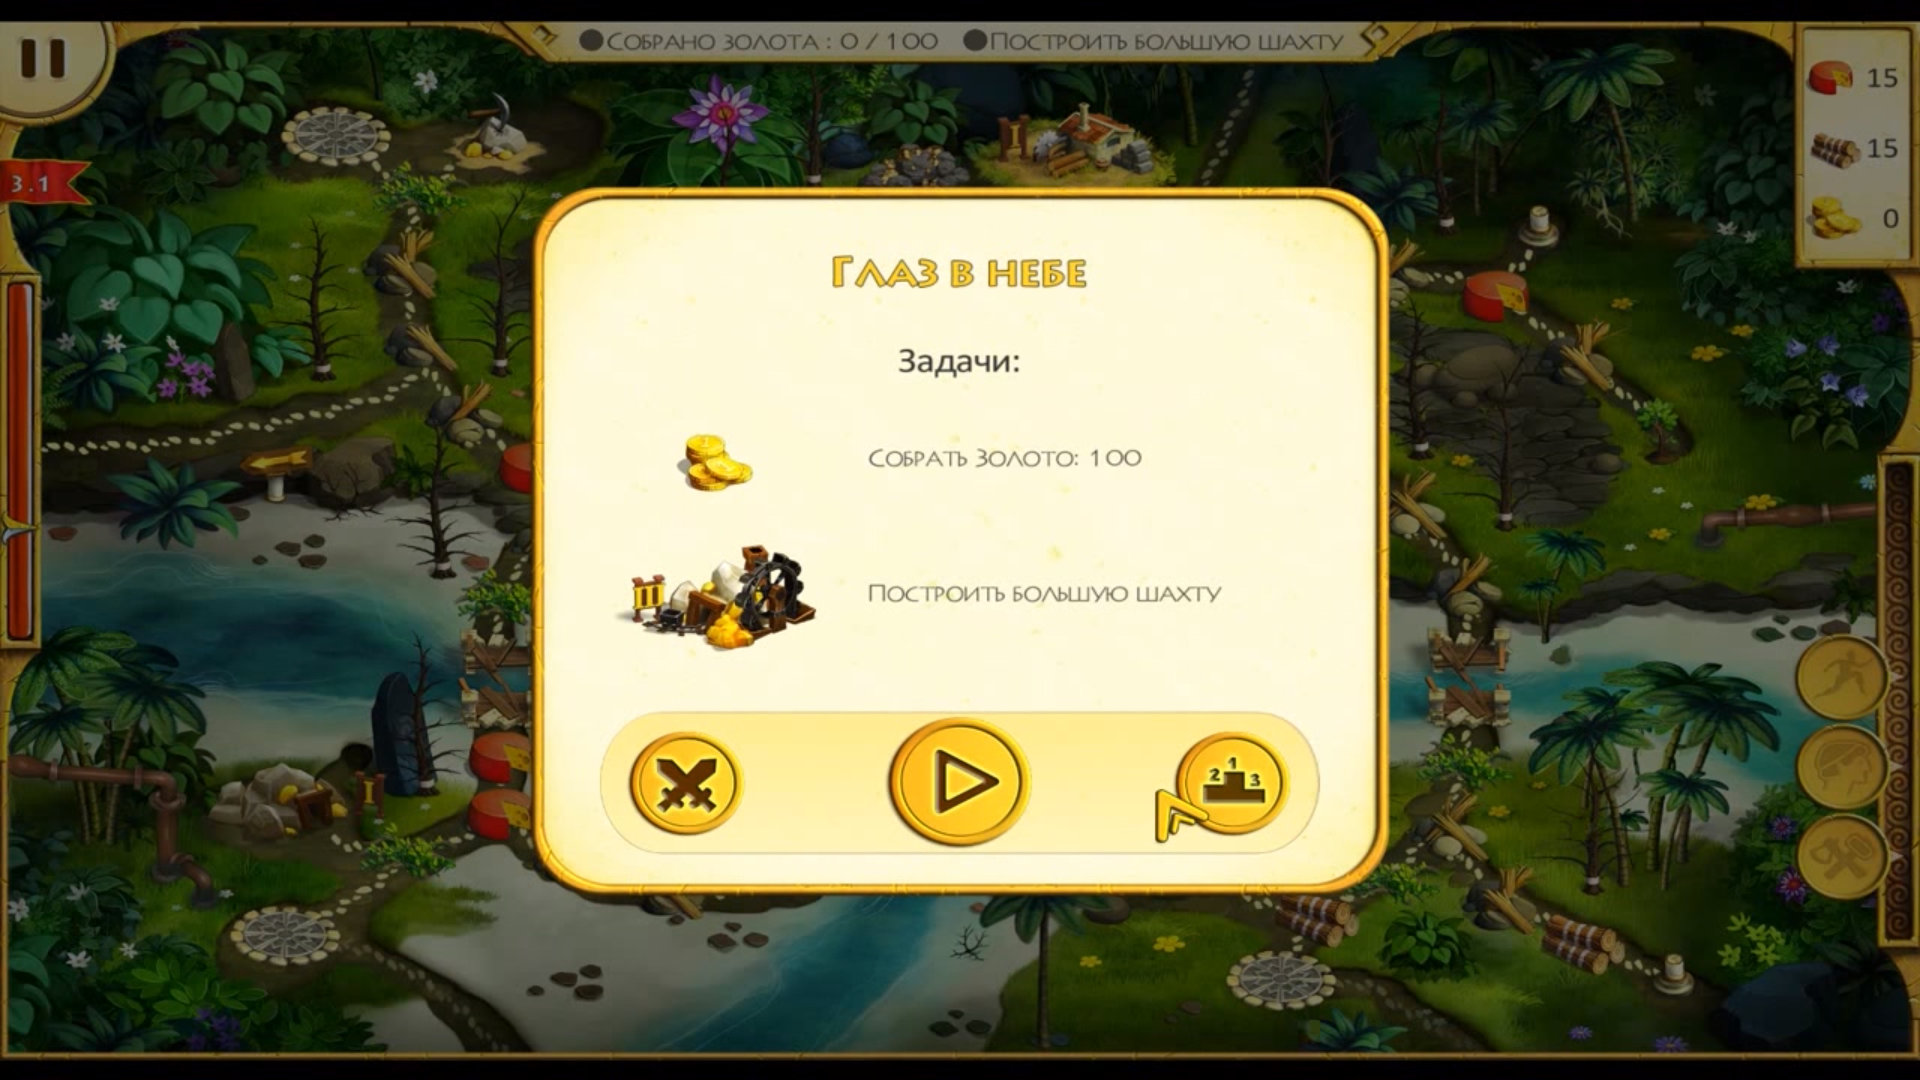 СОБРАНО ЗОЛОТА : 0 / 100 ПОСТРОИТЬ БОЛЬШУЮ ШАХТУ
15
15
3.1
0
I
ГЛАЗ В НЕБЕ
Задачи:
СОБРАТЬ ЗОЛОТО: 100
II
ПОСТРОИТЬ БОЛЬШУЮ ШАХТУ
2 1 3
I